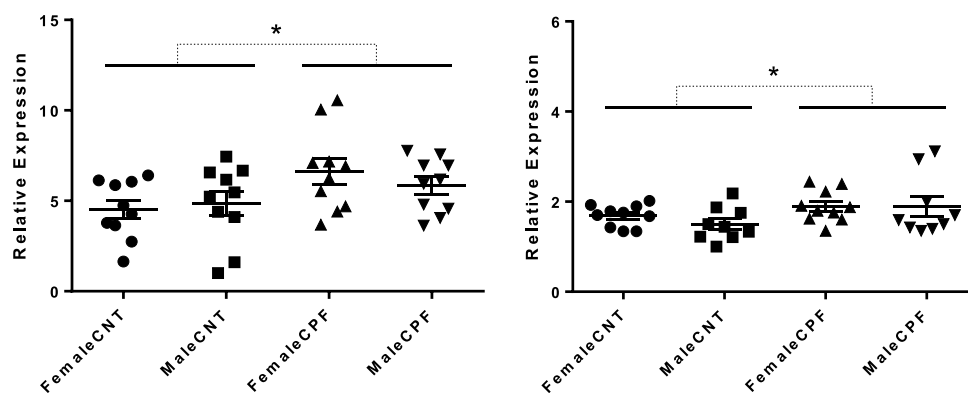 Relative Expression
15
10
5
0
*
FemaleCNT
MaleCNT
FemaleCPF
MaleCPF
Relative Expression
6
4
2
0
*
FemaleCNT
MaleCNT
FemaleCPF
MaleCPF